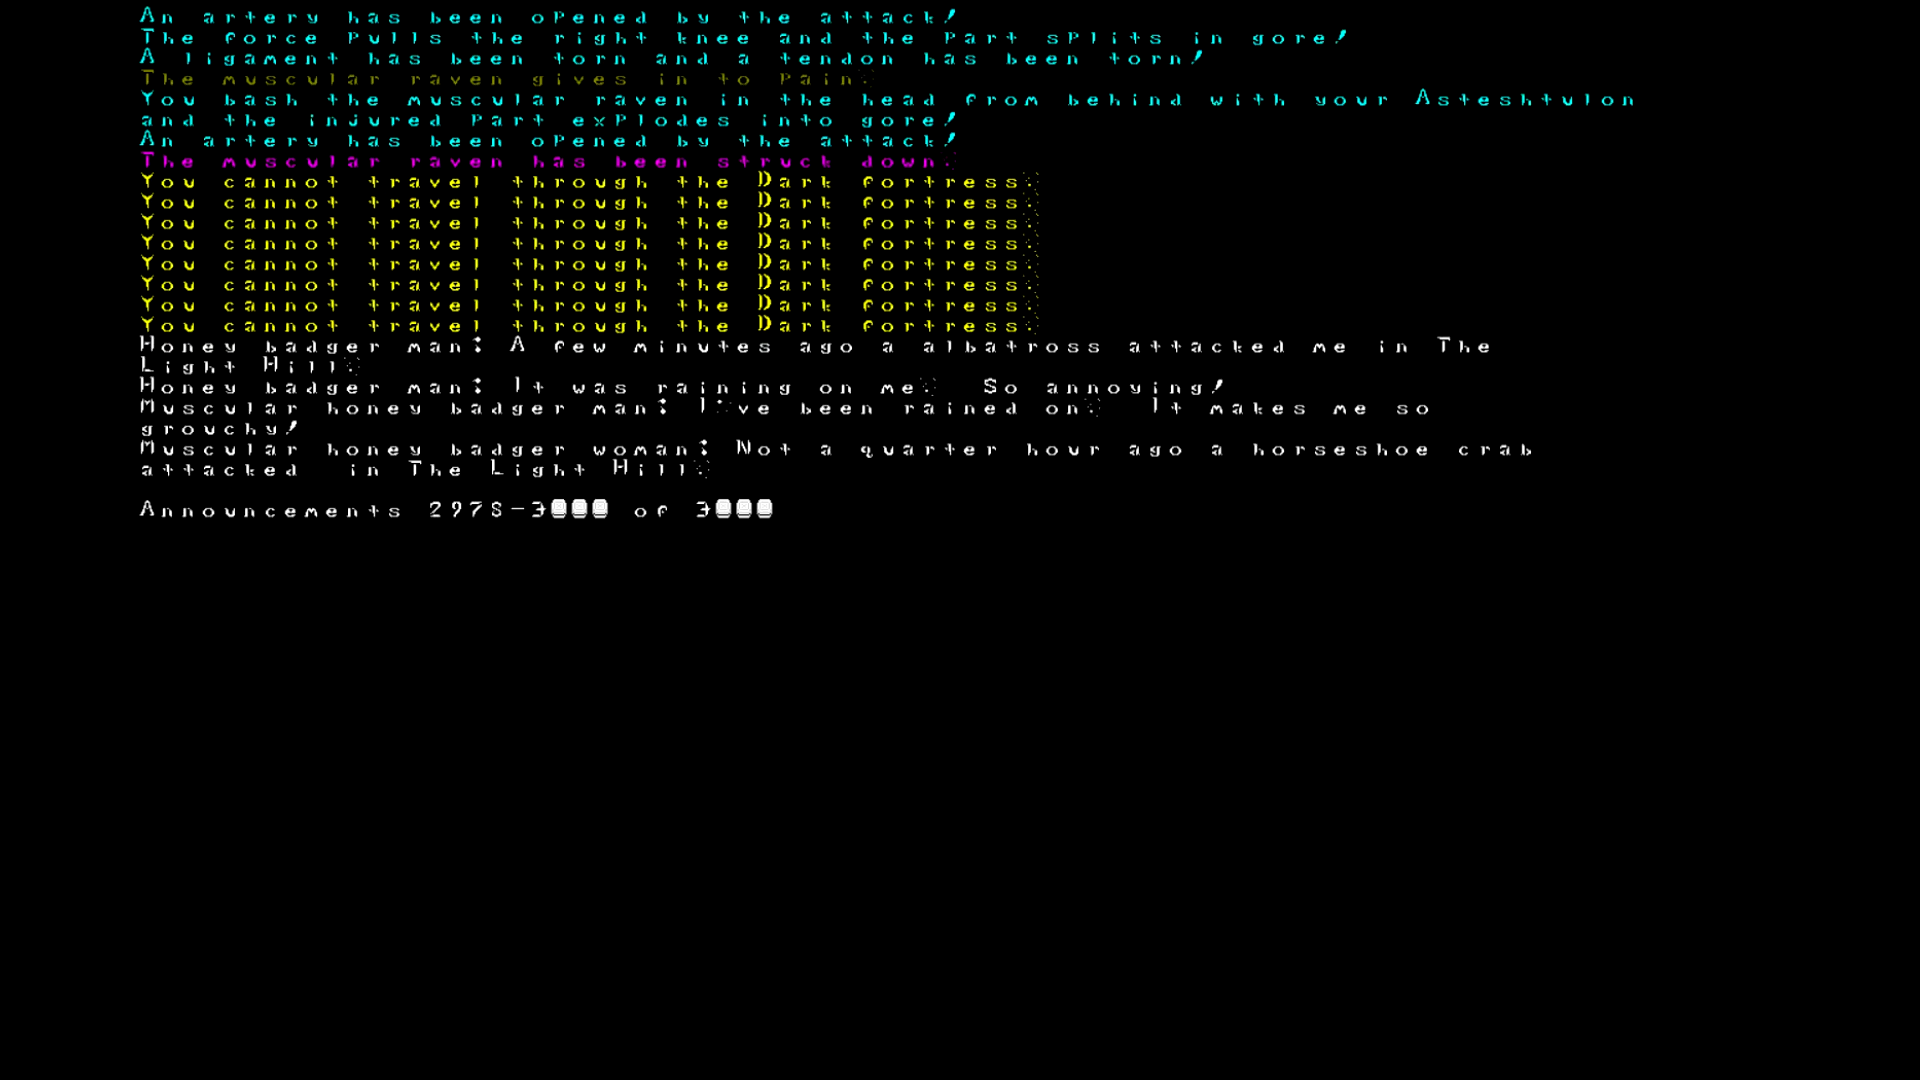 An artery has been opened by the attack!
The force pulls the right knee and the part splits in gore!
A ligament has been torn and a tendon has been torn!
The muscular raven gives in to pain.
You bash the muscular raven in the head from behind with your Asteshtulon
and the injured part explodes into gore!
An artery has been opened by the attack!
The muscular raven has been struck down.
You cannot travel through the Dark fortress.
You cannot travel through the Dark fortress.
You cannot travel through the Dark fortress.
You cannot travel through the Dark fortress.
You cannot travel through the Dark fortress.
You cannot travel through the Dark fortress.
You cannot travel through the Dark fortress.
You cannot travel through the Dark fortress.
Honey badger man: A few minutes ago a albatross attacked me in The
Light Hill.
Honey badger man: It was raining on me.  So annoying!
Muscular honey badger man: I've been rained on.  It makes me so
grouchy!
Muscular honey badger woman: Not a quarter hour ago a horseshoe crab
attacked  in The Light Hill.
Announcements 2978-3000 of 3000